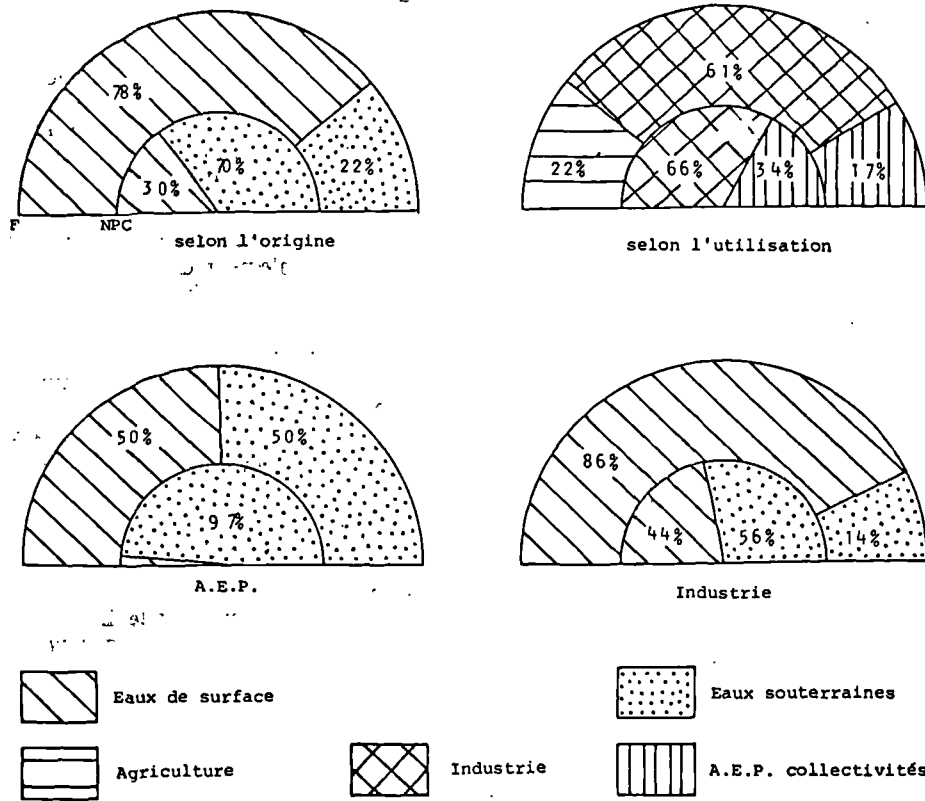 78%
61%
70%
30%
22%
22%
66%
34%
17%
F
NPC
selon l'origine
selon l'utilisation
50%
50%
97%
86%
44%
56%
14%
A.E.P.
Industrie
Eaux de surface
Eaux souterraines
Agriculture
Industrie
A.E.P. collectivités